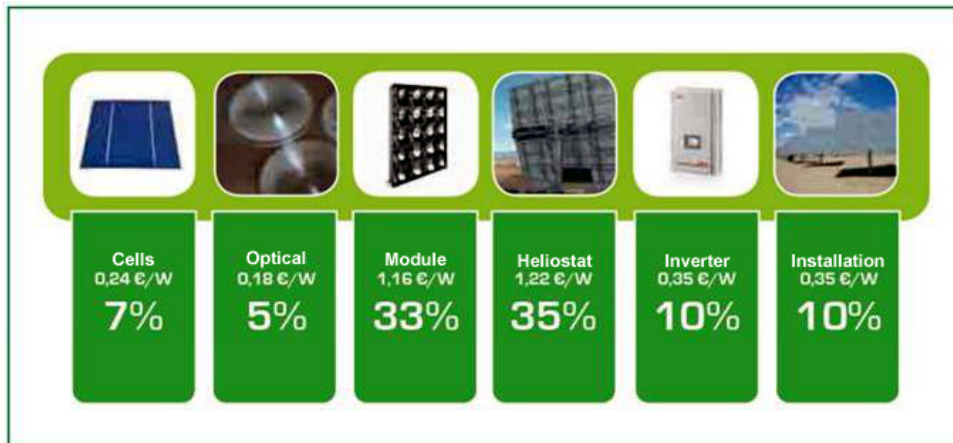 Cells
0,24 €/W
7%
Optical
0,18 €/W
5%
Module
1,16 €/W
33%
Heliostat
1,22 €/W
35%
Inverter
0,35 €/W
10%
Installation
0,35 €/W
10%